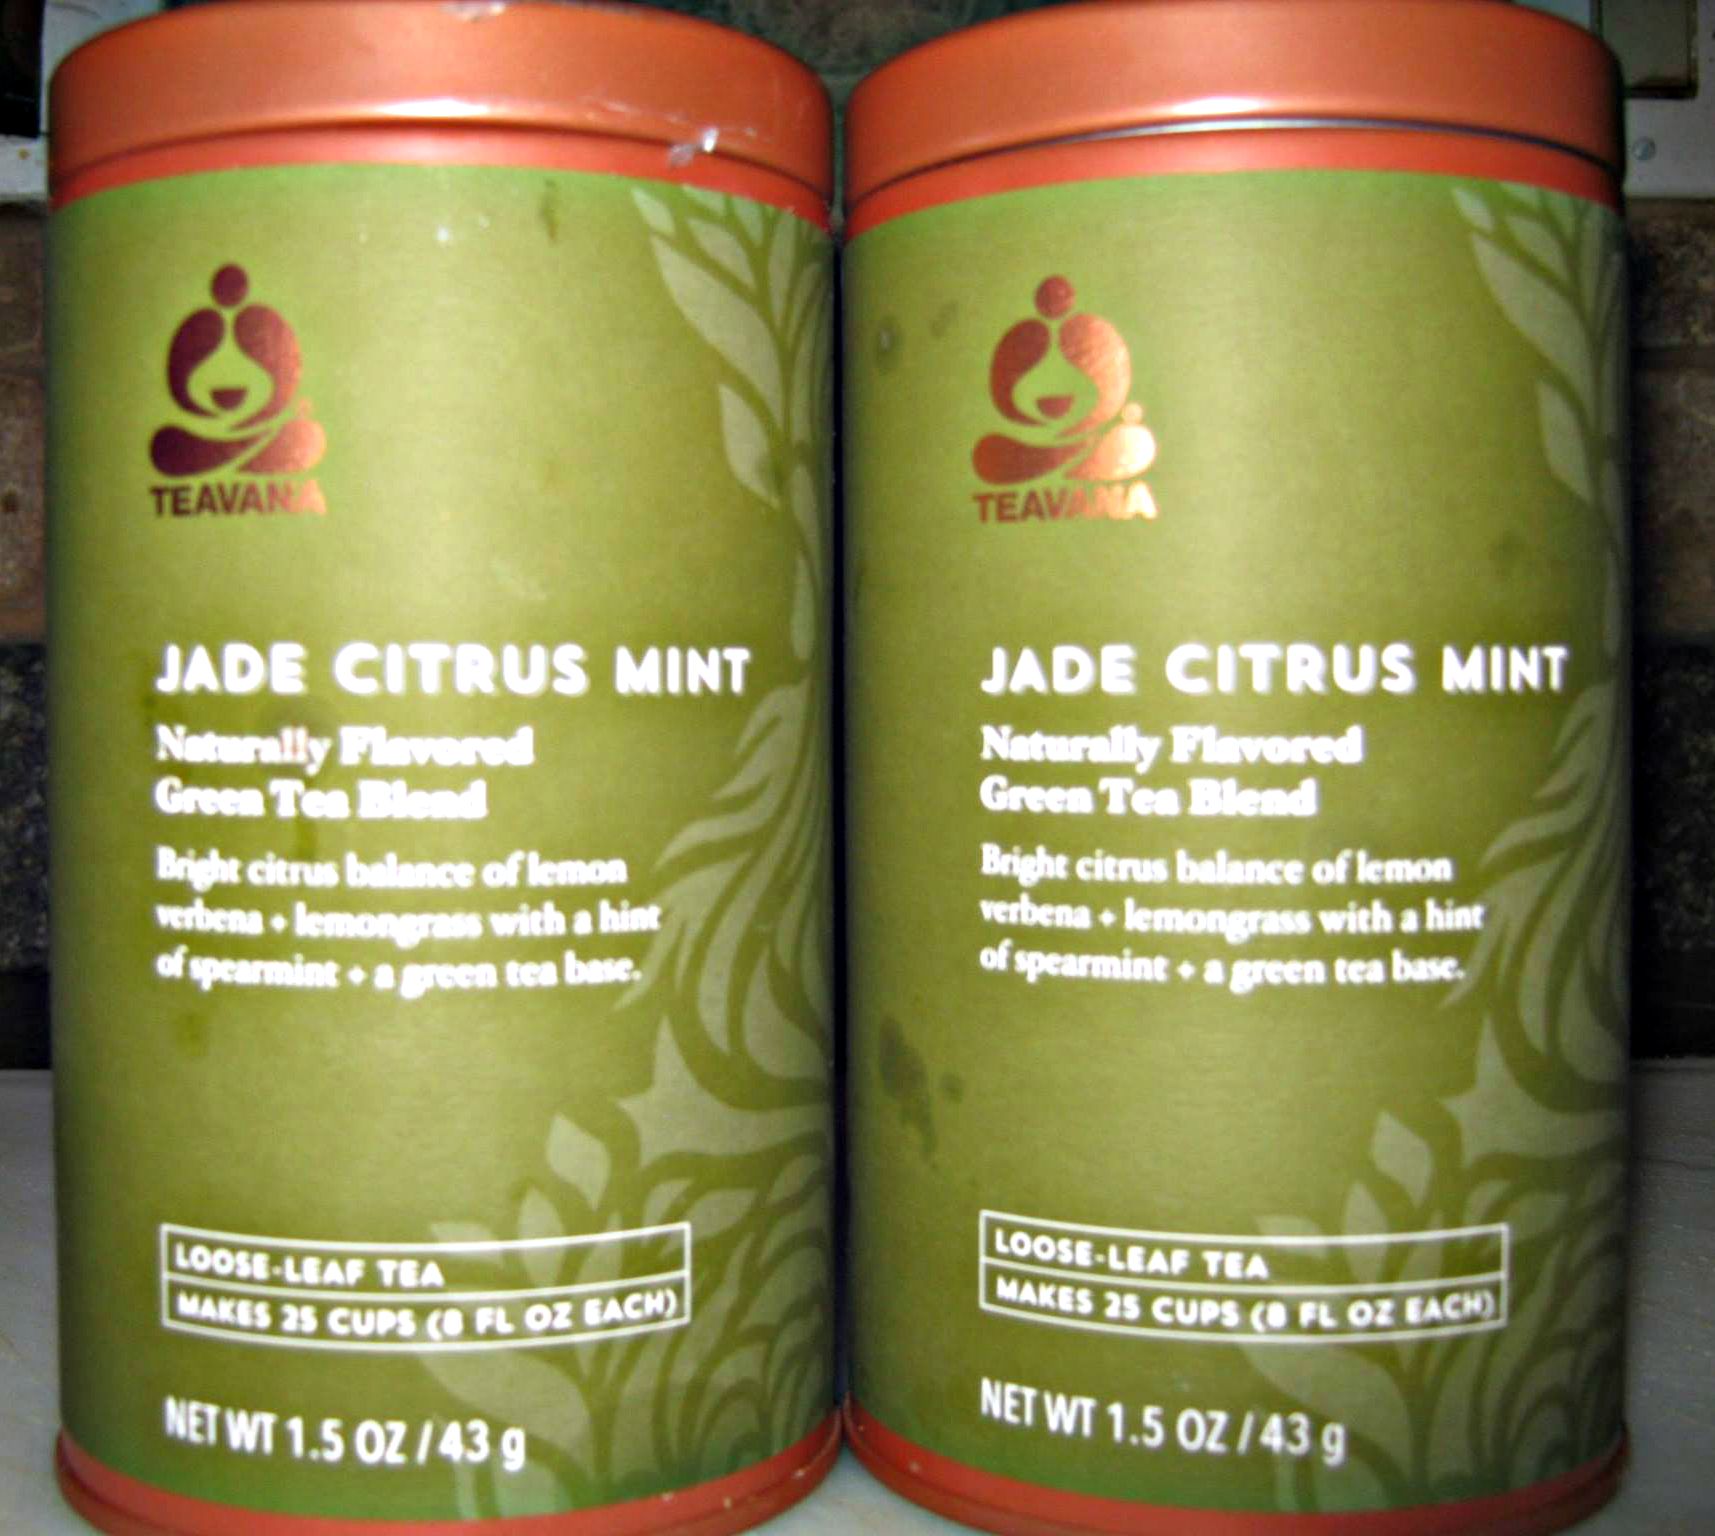 TEAVANA
JADE CITRUS MINT
Naturally Flavored
Green Tea Blend
Bright citrus balance of lemon
verbena + lemongrass with a hint
of spearmint + a green tea base.
LOOSE-LEAF TEA
MAKES 25 CUPS (8 FL OZ EACH)
NET WT 1.5 OZ / 43 g
TEAVANA
JADE CITRUS MINT
Naturally Flavored
Green Tea Blend
Bright citrus balance of lemon
verbena + lemongrass with a hint
of spearmint + a green tea base.
LOOSE-LEAF TEA
MAKES 25 CUPS (8 FL OZ EACH)
NET WT 1.5 OZ / 43 g